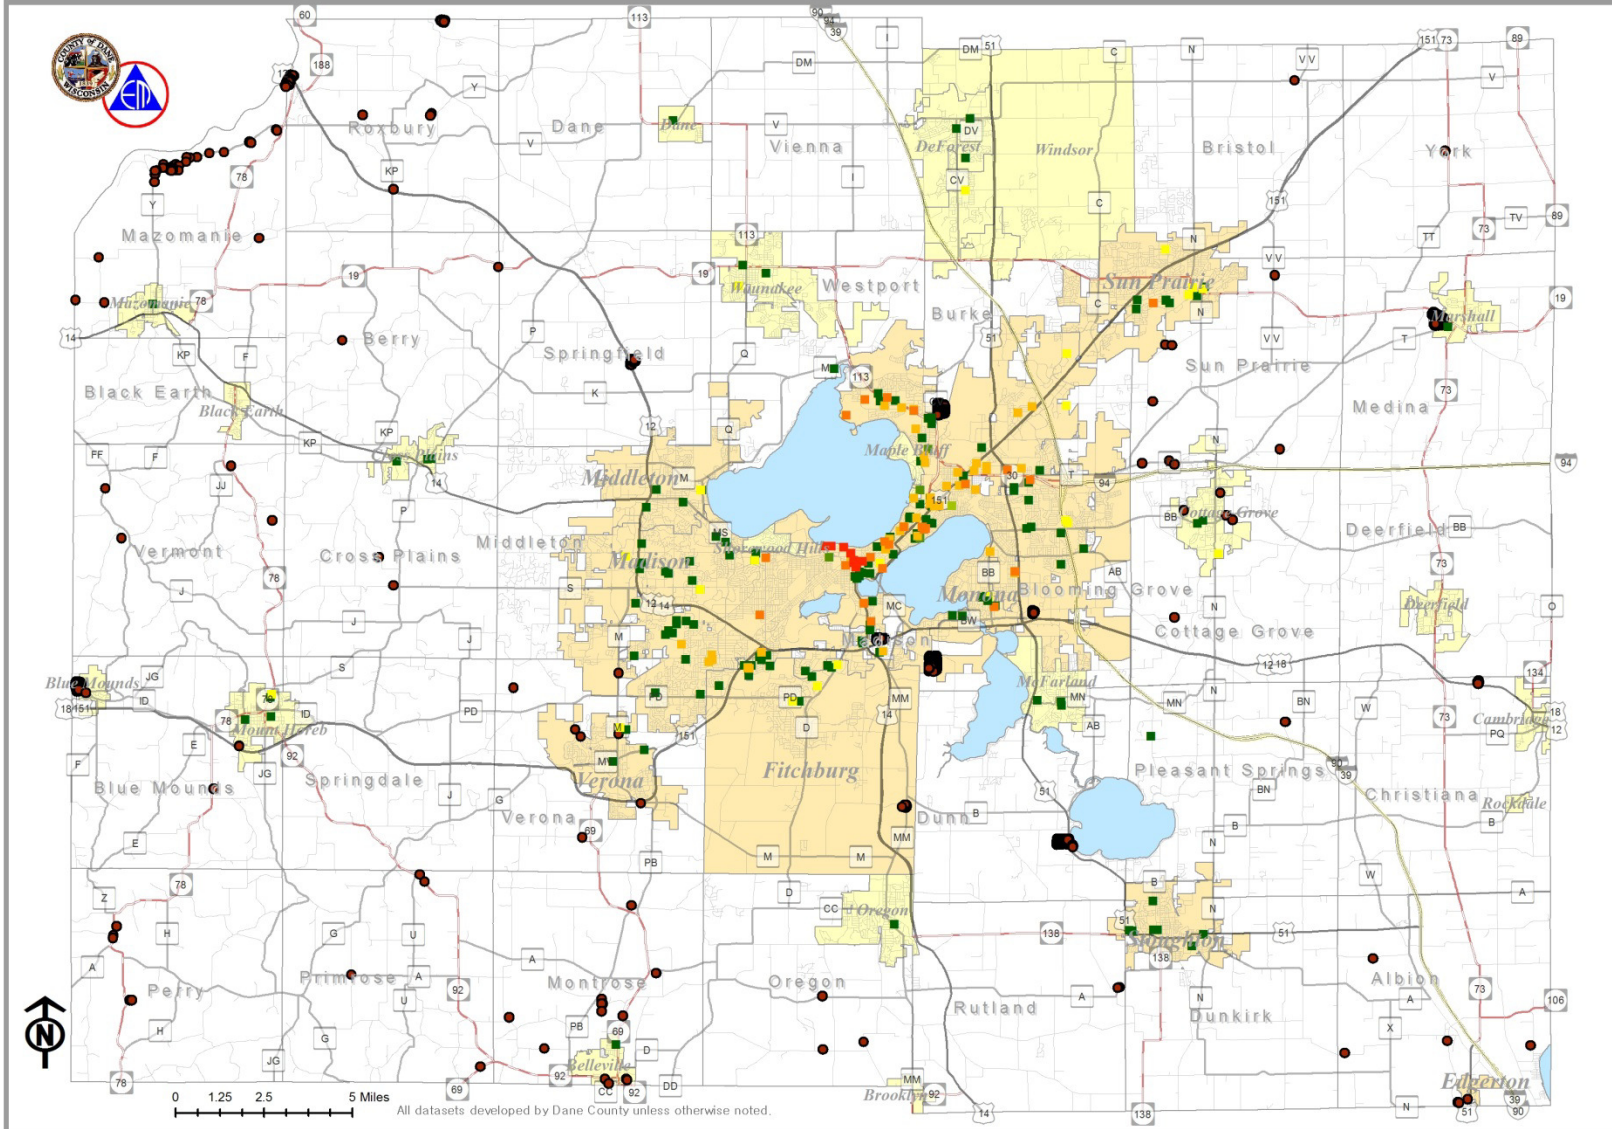 COUNTY of DANE
WISCONSIN
EM
60
113
90
94
39
I
DM
51
C
N
VV
151
73
89
188
DM
V
Y
Roxbury
Dane
Dane
V
V
Vienna
DeForest
DV
Windsor
Bristol
York
KP
78
I
CV
C
151
Y
Mazomanie
113
N
TT
TV
73
89
VV
19
19
Waunakee
Westport
Sun Prairie
C
N
19
Mazomanie
78
Burke
Marshall
14
KP
F
Berry
P
Springfield
Q
51
VV
T
Sun Prairie
113
K
73
Black Earth
Black Earth
Medina
12
Q
KP
KP
Maple Bluff
N
FF
F
Cross Plains
14
JJ
Middleton
M
30
T
94
94
P
151
BB
Cottage Grove
Deerfield
BB
Vermont
Cross Plains
Middleton
MS
Shorewood Hills
Madison
78
J
S
12 14
BB
AB
Blooming Grove
73
Monona
MC
N
Deerfield
O
J
M
BW
Cottage Grove
Madison
JG
S
J
12 18
134
Blue Mounds
ID
78
PD
PD
PD
McFarland
MN
N
BN
W
18 151
ID
78
MM
MN
73
Cambridge
18
12
Mount Horeb
E
92
M
D
14
AB
PQ
151
F
JG
MV
Verona
Fitchburg
Pleasant Springs
90
39
Blue Mounds
Springdale
J
G
51
BN
Christiana
Rockdale
Verona
69
Dunn
B
B
B
E
MM
PB
M
M
W
78
Z
D
B
A
CC
Oregon
N
H
G
U
51
138
51
Stoughton
A
A
138
Perry
Primrose
A
Montrose
Oregon
Albion
92
U
Rutland
A
N
A
73
106
N
H
G
PB
69
Dunkirk
X
JG
Belleville
D
78
69
92
CC
92
DD
MM
92
Brooklyn
14
138
N
Edgerton
51
39
90
0 1.25 2.5 5 Miles
All datasets developed by Dane County unless otherwise noted.